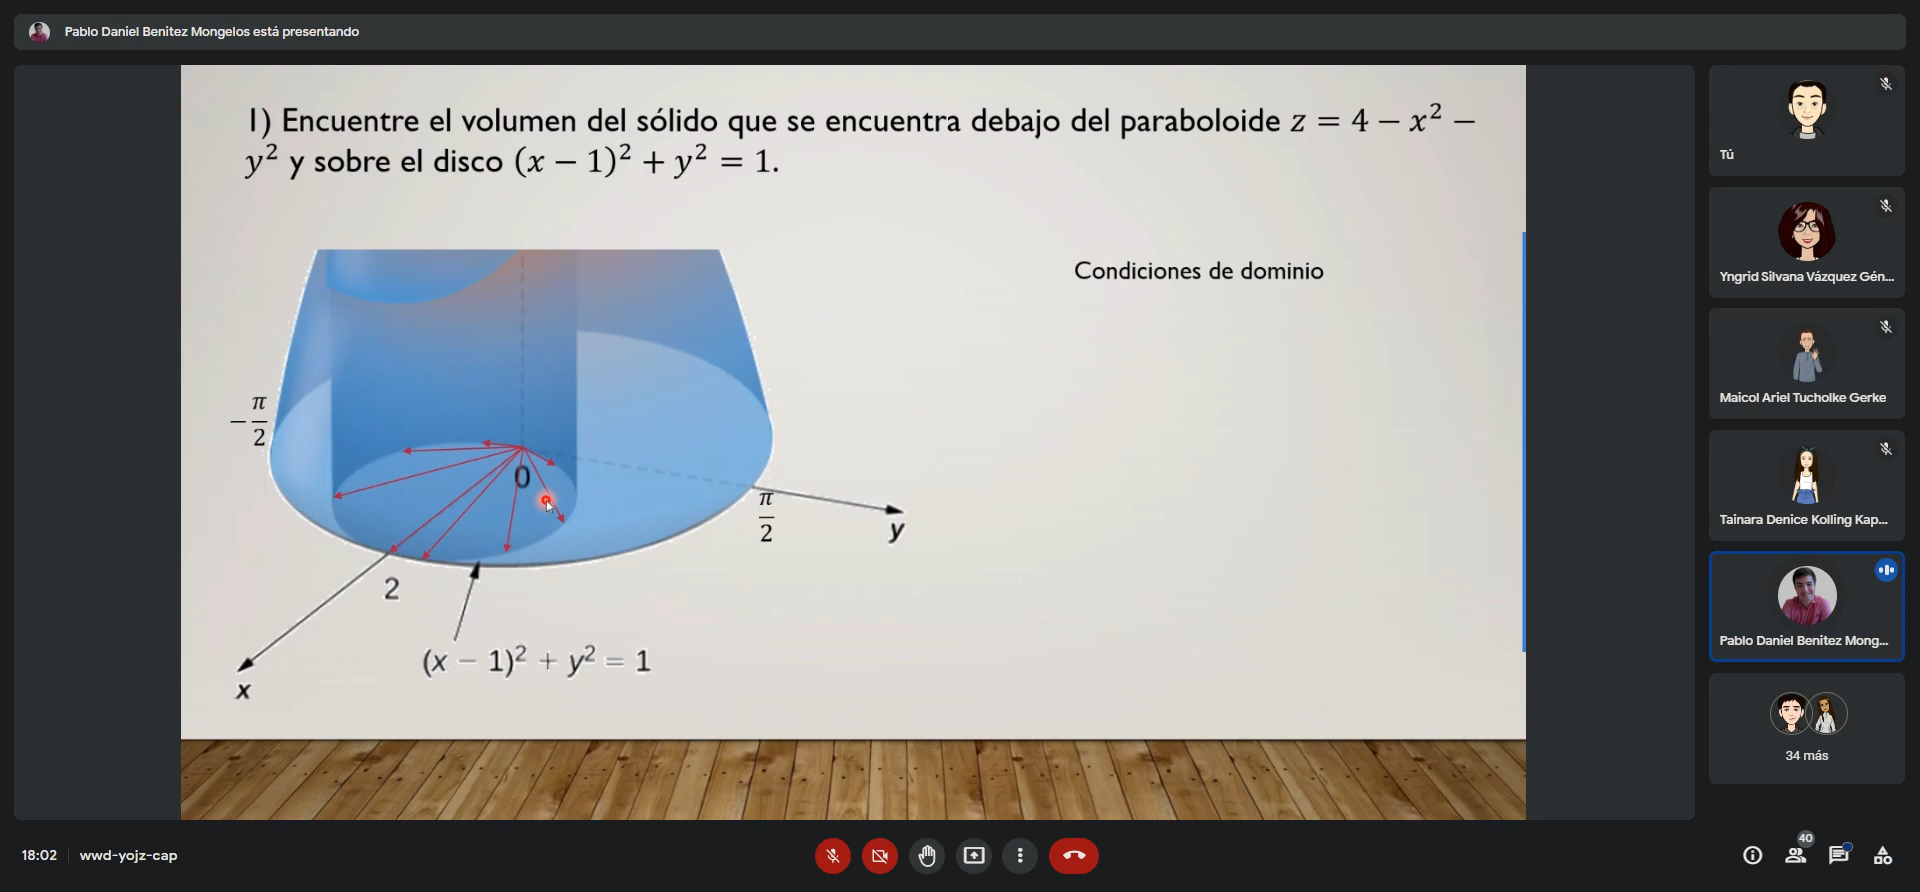 Pablo Daniel Benitez Mongelos está presentando
1) Encuentre el volumen del sólido que se encuentra debajo del paraboloide z = 4 − x² −
y² y sobre el disco (x − 1)² + y² = 1.
Condiciones de dominio
−π/2
0
π/2
y
2
(x − 1)² + y² = 1
x
Tú
Yngrid Silvana Vázquez Gén...
Maicol Ariel Tucholke Gerke
Tainara Denice Kolling Kap...
Pablo Daniel Benitez Mong...
34 más
18:02 | wwd-yojz-cap
40